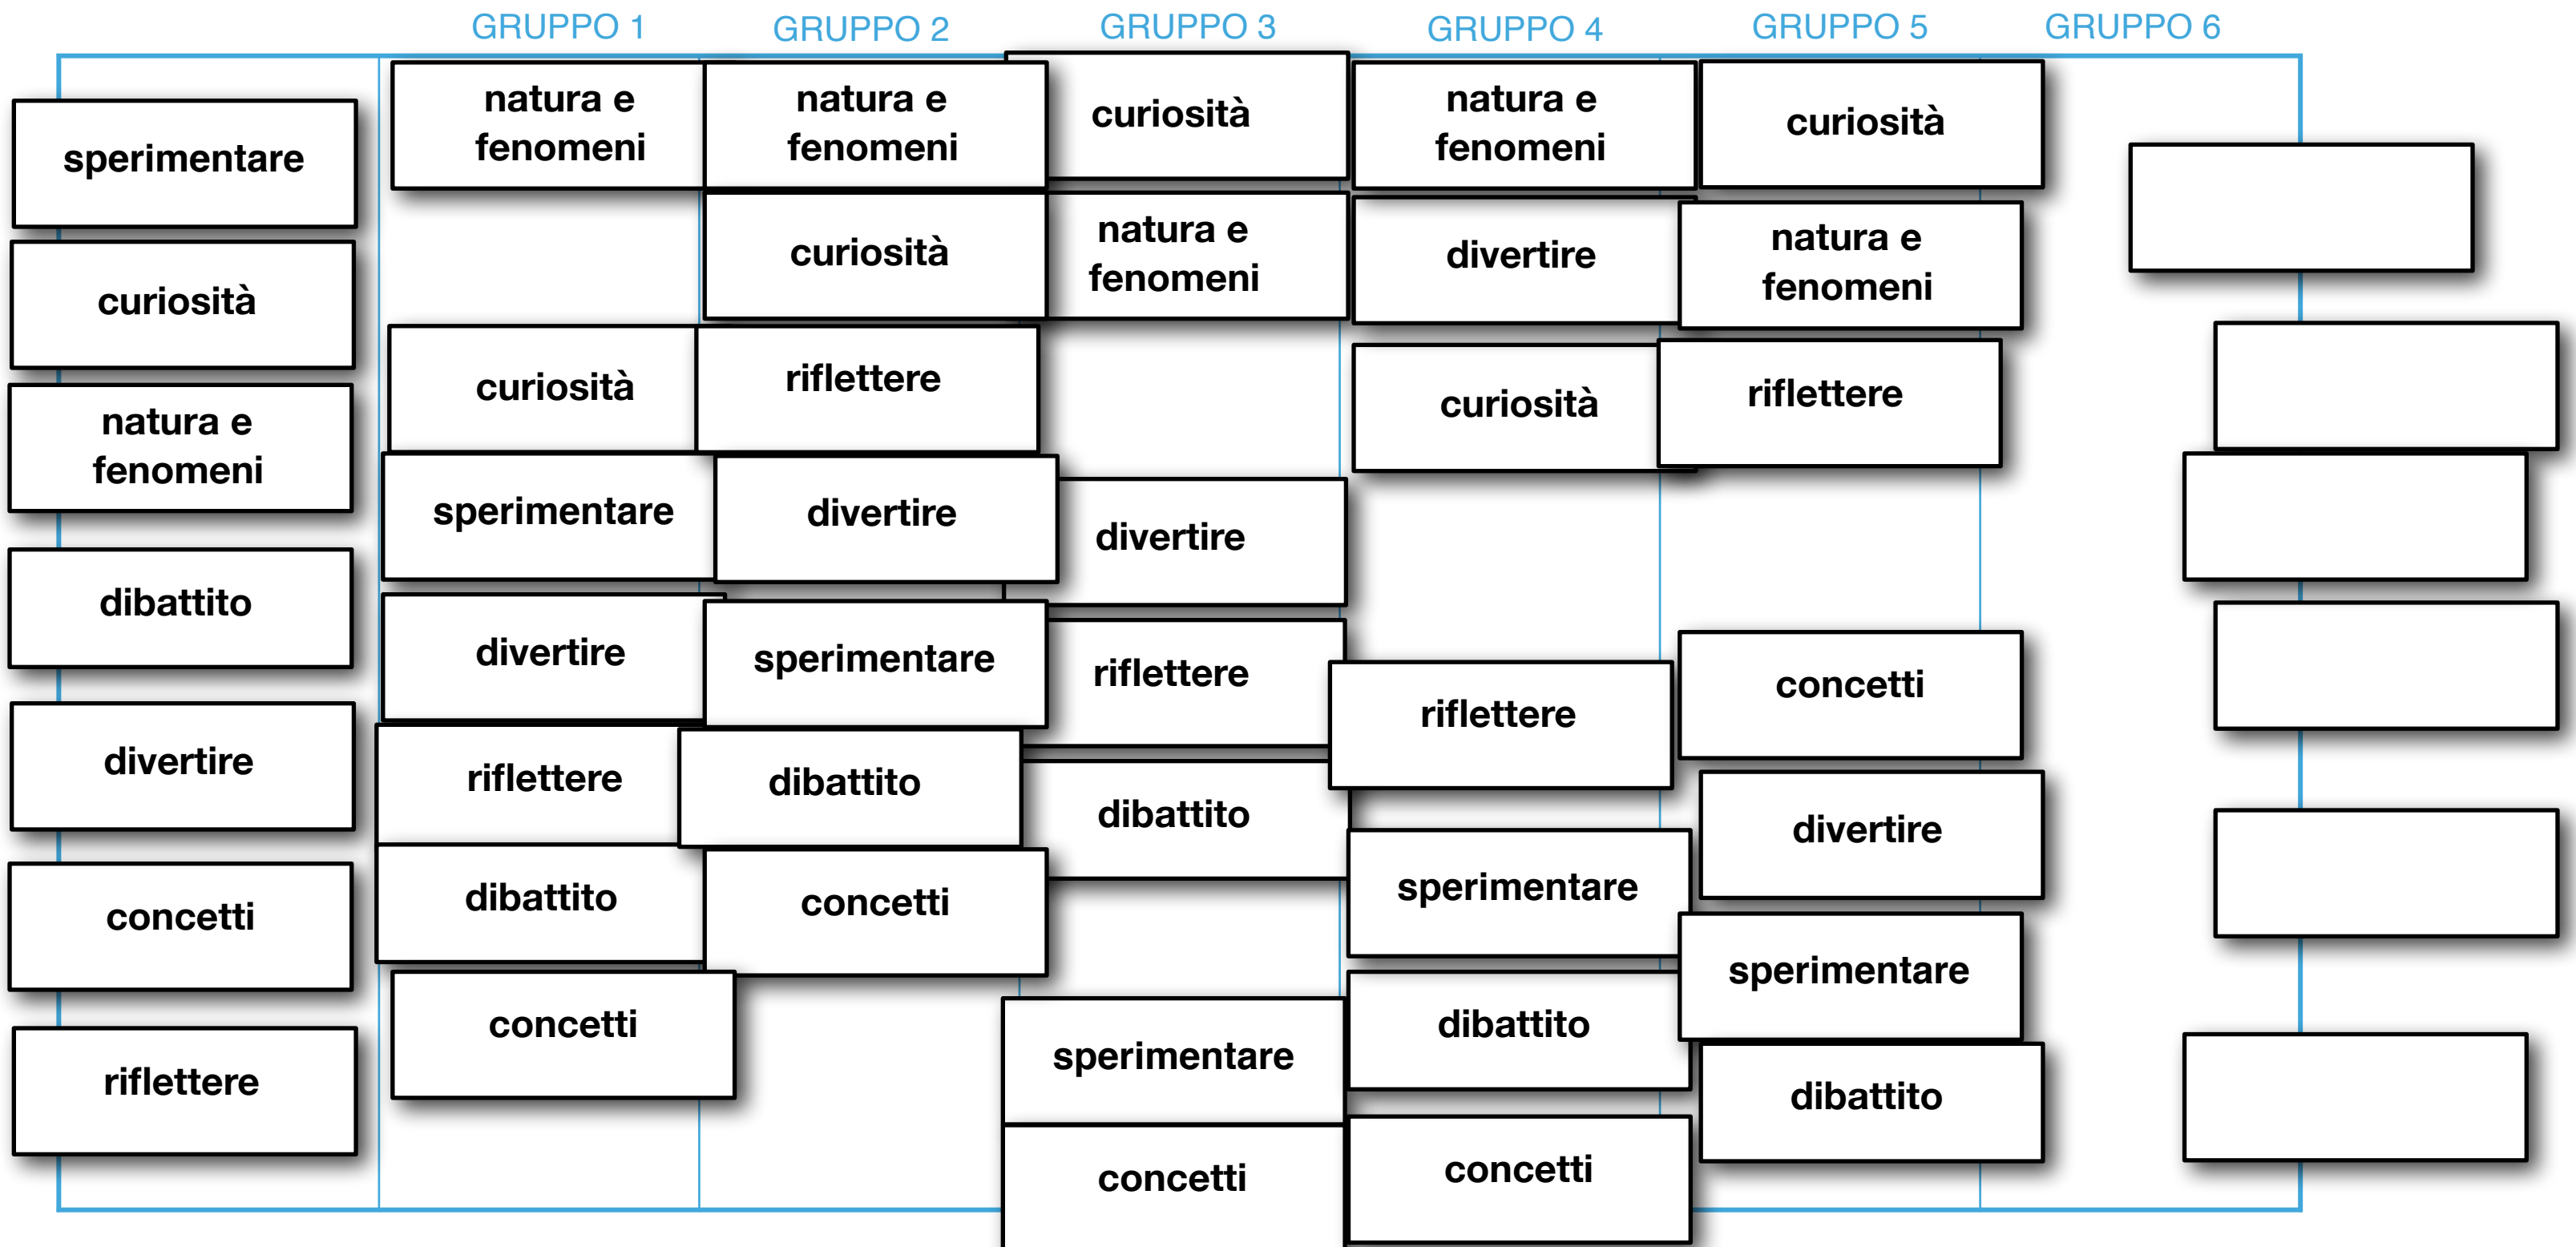 GRUPPO 1
GRUPPO 2
GRUPPO 3
GRUPPO 4
GRUPPO 5
GRUPPO 6
sperimentare
curiosità
natura e
fenomeni
dibattito
divertire
concetti
riflettere
natura e
fenomeni
curiosità
sperimentare
divertire
riflettere
dibattito
concetti
natura e
fenomeni
curiosità
riflettere
divertire
sperimentare
dibattito
concetti
curiosità
natura e
fenomeni
divertire
riflettere
dibattito
sperimentare
concetti
natura e
fenomeni
divertire
curiosità
riflettere
sperimentare
dibattito
concetti
curiosità
natura e
fenomeni
riflettere
concetti
divertire
sperimentare
dibattito